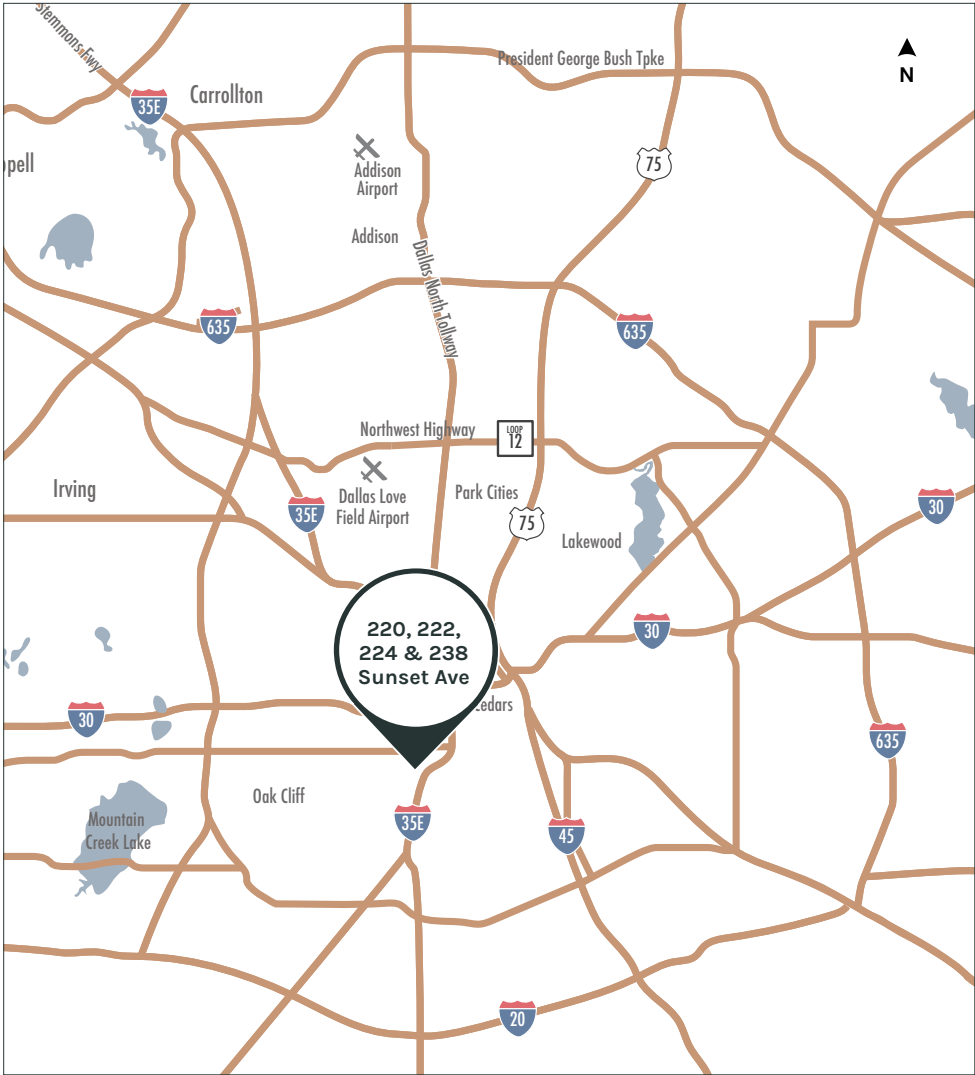 Stemmons Fwy
President George Bush Tpke
N
35E
Carrollton
75
ppell
Addison
Airport
Addison
Dallas North Tollway
635
635
Northwest Highway
LOOP
12
Irving
Dallas Love
Field Airport
Park Cities
30
35E
75
Lakewood
220, 222,
224 & 238
Sunset Ave
30
30
Cedars
635
Oak Cliff
Mountain
Creek Lake
35E
45
20